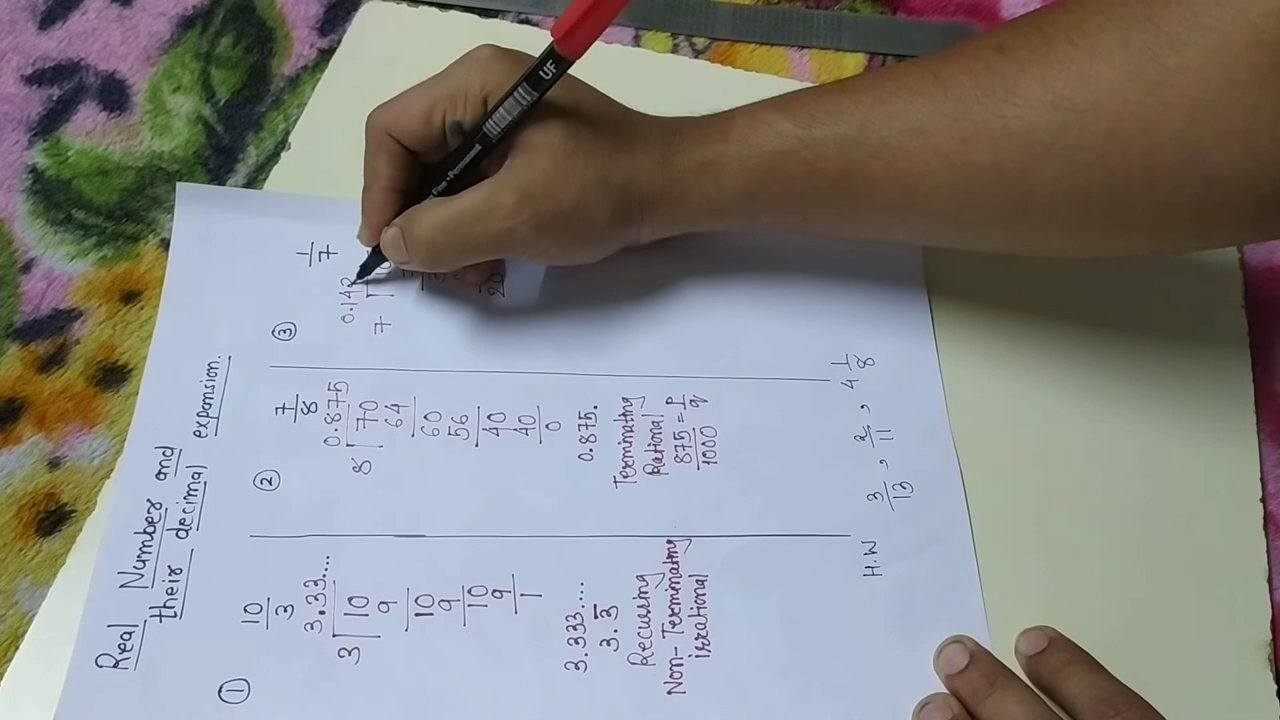 Real Number and
their decimal expansion.
①
10
3
3.33....
3 10
9
10
9
10
9
1
3.333....
3.3̅
Recurring
Non-Terminating
irrational
②
7
8
0.875
8 70
64
60
56
40
40
0
0.875.
Terminating
Rational
875 = p
1000 q
③
1
7
0.142
7
20
H.W 3/13, 2/11, 4 1/8
UF